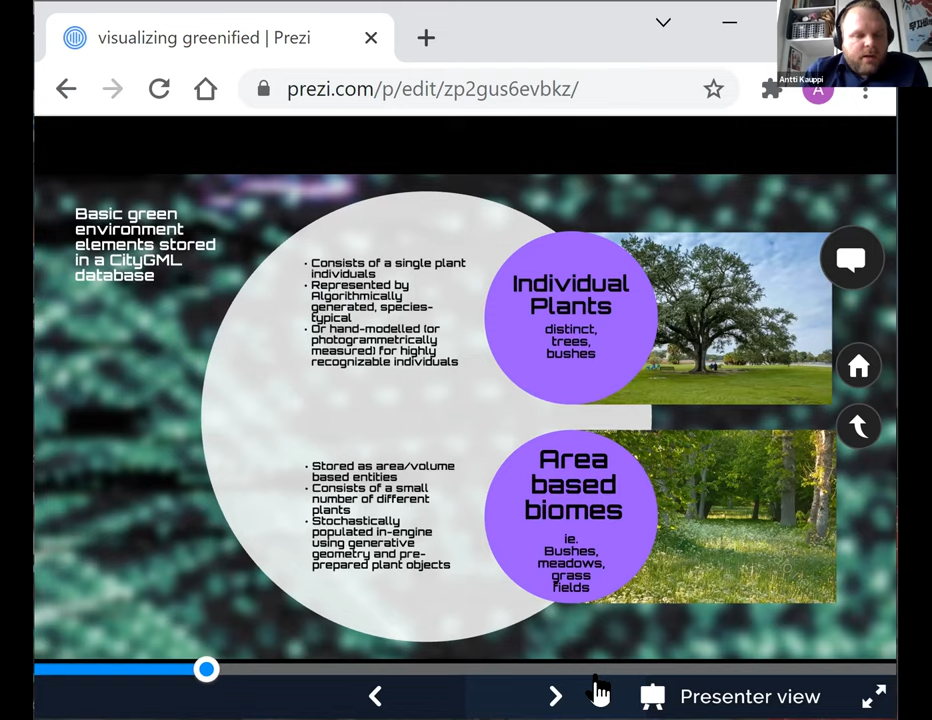 visualizing greenified | Prezi
prezi.com/p/edit/zp2gus6evbkz/
A
Antti Kauppi
Basic green
environment
elements stored
in a CityGML
database
• Consists of a single plant
individuals
• Represented by
Algorithmically
generated, species-
typical
• Or hand-modelled (or
photogrammetrically
measured) for highly
recognizable individuals
Individual
Plants
distinct,
trees,
bushes
• Stored as area/volume
based entities
• Consists of a small
number of different
plants
• Stochastically
populated in-engine
using generative
geometry and pre-
prepared plant objects
Area
based
biomes
ie.
Bushes,
meadows,
grass
fields
Presenter view